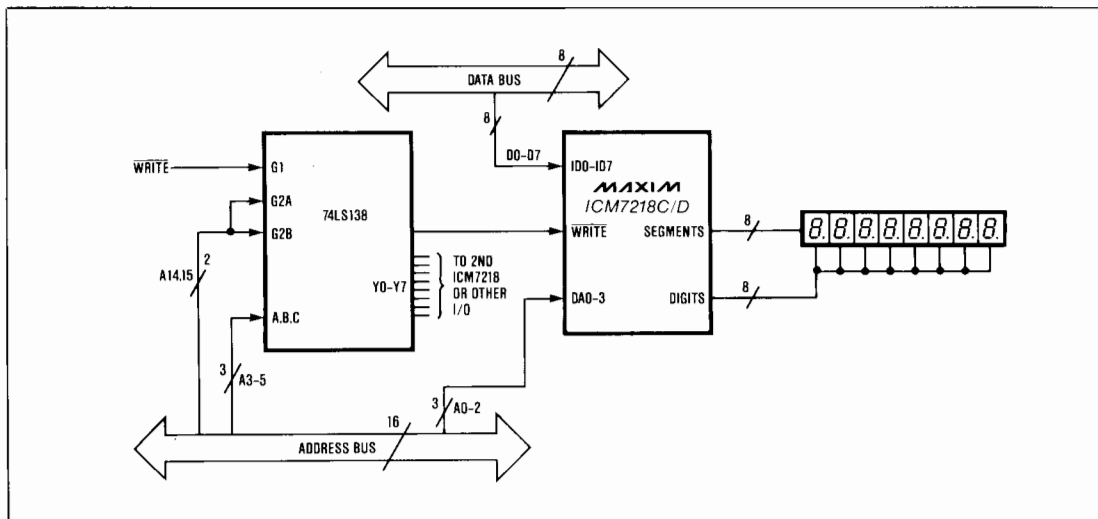 8
DATA BUS
8
D0-D7
WRITE
G1
G2A
G2B
74LS138
A14,15
2
A,B,C
Y0-Y7
3
A3-5
TO 2ND
ICM7218
OR OTHER
I/O
ID0-ID7
MAXIM
ICM7218C/D
WRITE
SEGMENTS
8
DA0-3
DIGITS
8
8.8.8.8.8.8.8.8.
3
A0-2
16
ADDRESS BUS